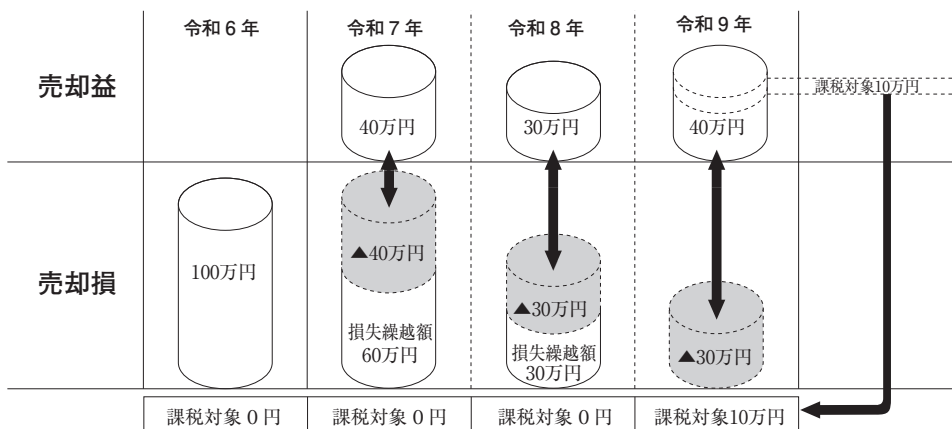 令和６年
令和７年
令和８年
令和９年
売却益
40万円
30万円
40万円
課税対象10万円
売却損
100万円
▲40万円
損失繰越額
60万円
▲30万円
損失繰越額
30万円
▲30万円
課税対象０円
課税対象０円
課税対象０円
課税対象10万円